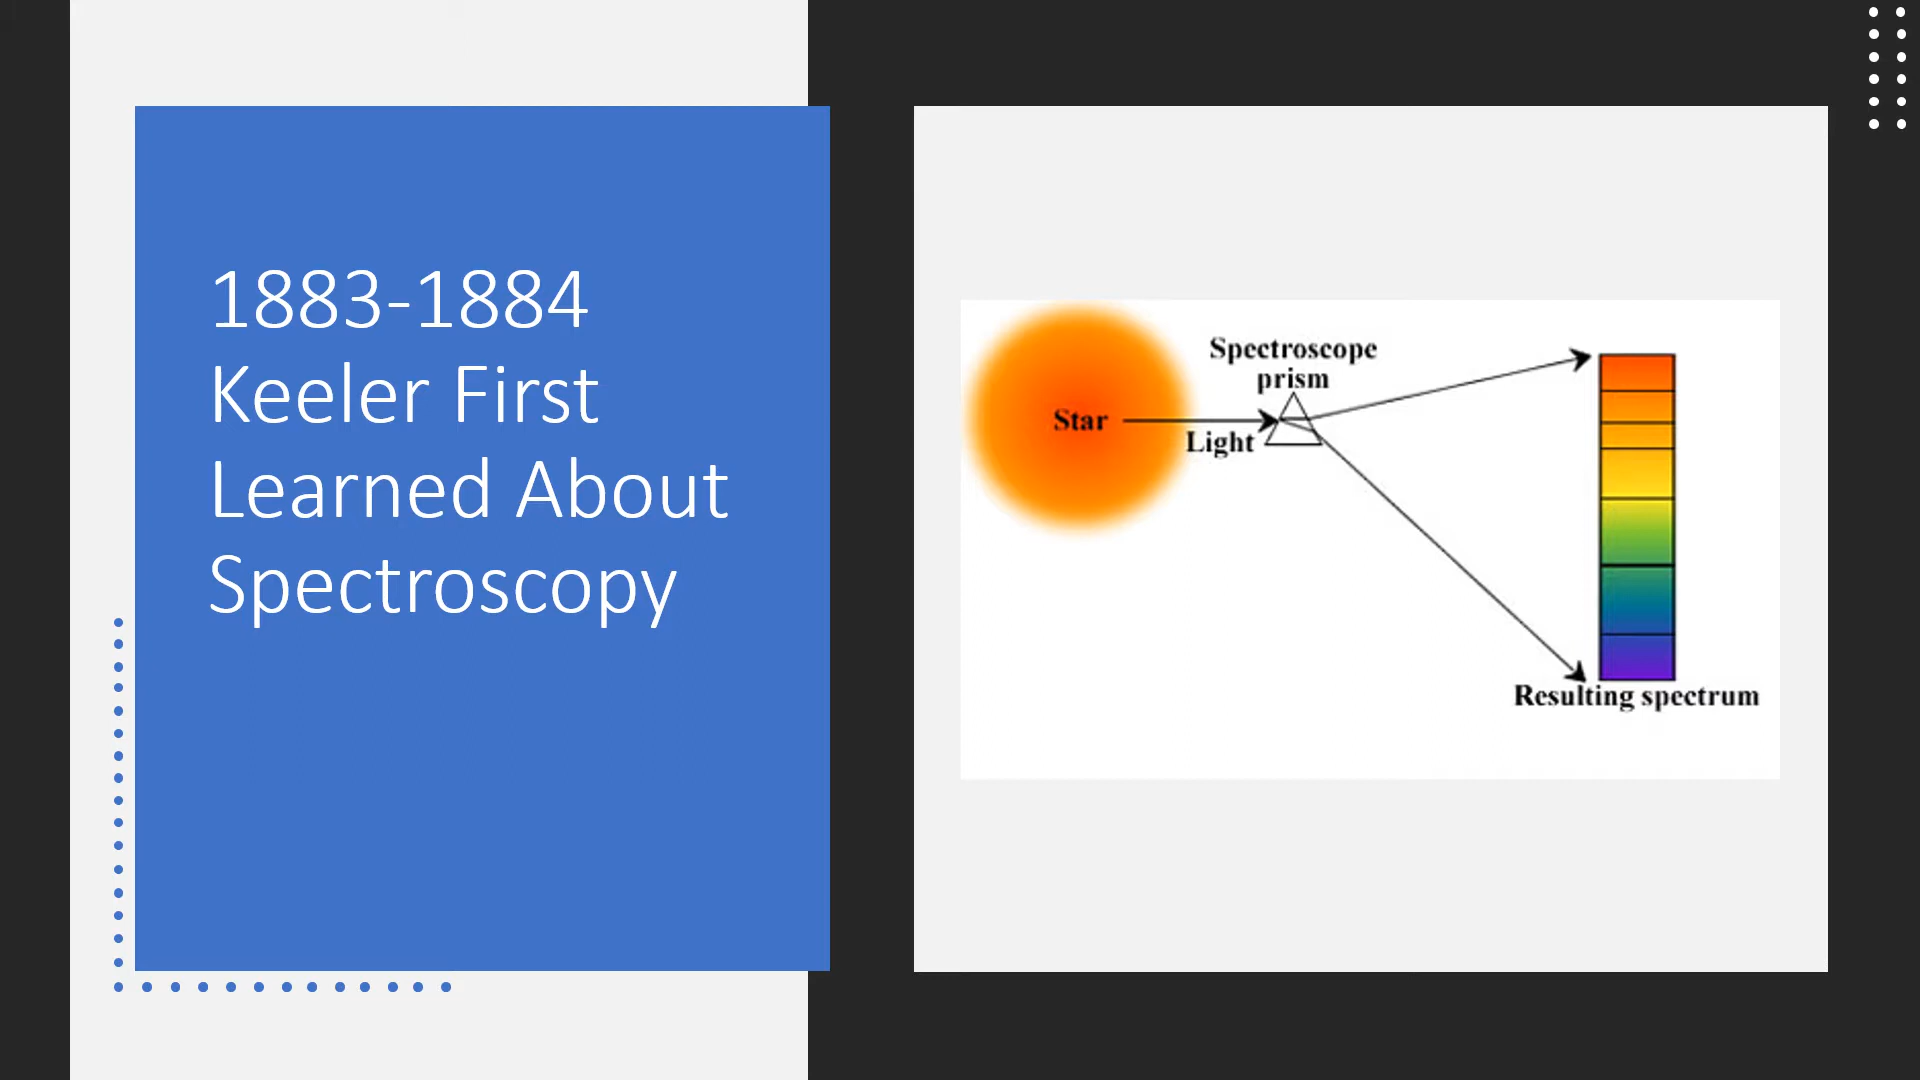 1883-1884
Keeler First
Learned About
Spectroscopy
Spectroscope
prism
Star
Light
Resulting spectrum